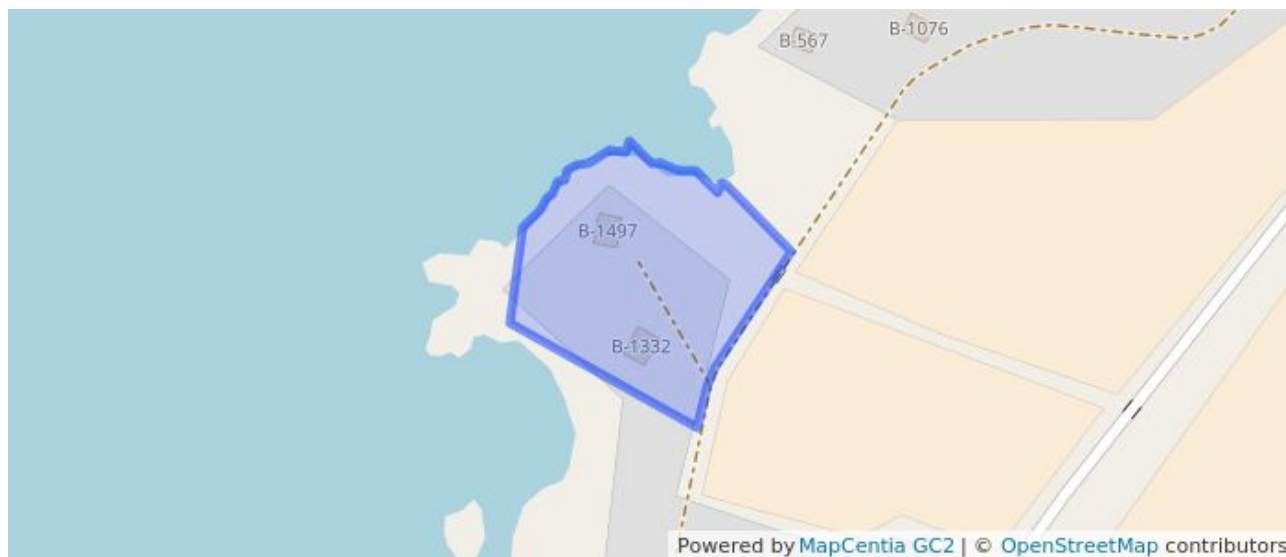 B-567
B-1076
B-1497
B-1332
Powered by MapCentia GC2 | © OpenStreetMap contributors